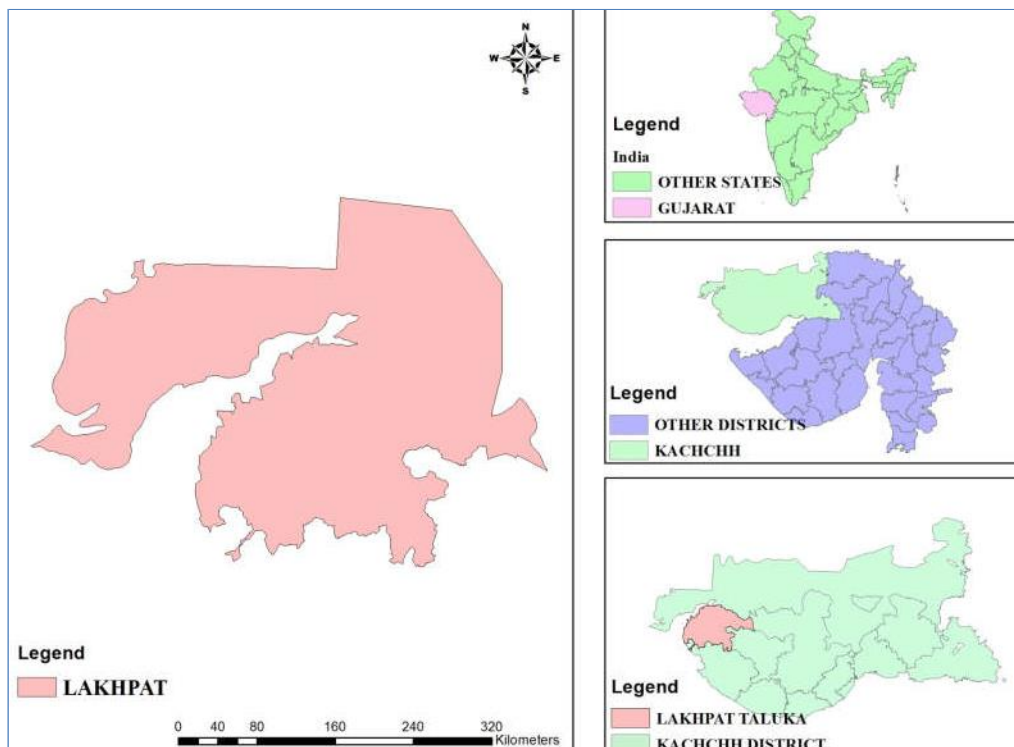 N
W E
S
Legend
LAKHPAT
0 40 80 160 240 320
Kilometers
Legend
India
OTHER STATES
GUJARAT
Legend
OTHER DISTRICTS
KACHCHH
Legend
LAKHPAT TALUKA
KACHCHH DISTRICT